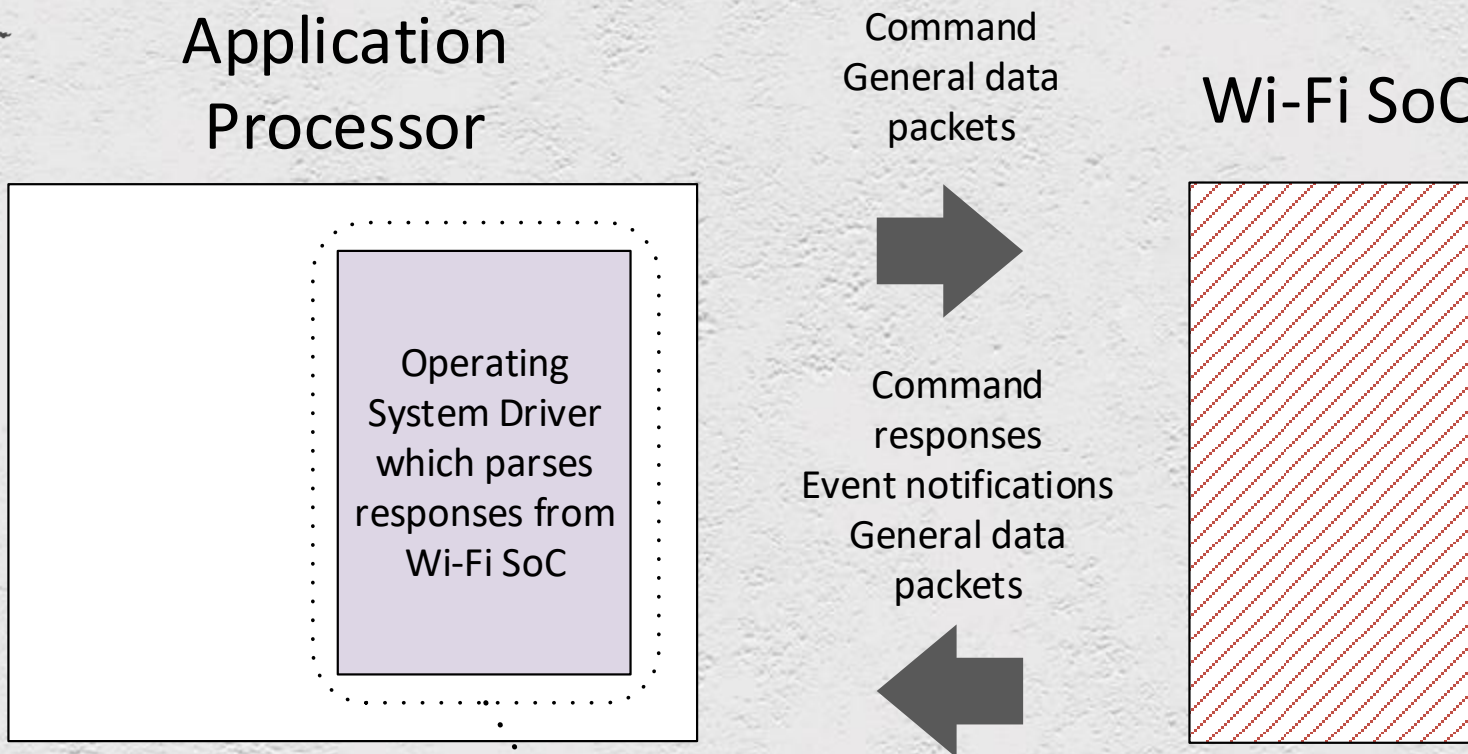 Application
Processor
Command
General data
packets
Wi-Fi SoC
Operating
System Driver
which parses
responses from
Wi-Fi SoC
Command
responses
Event notifications
General data
packets